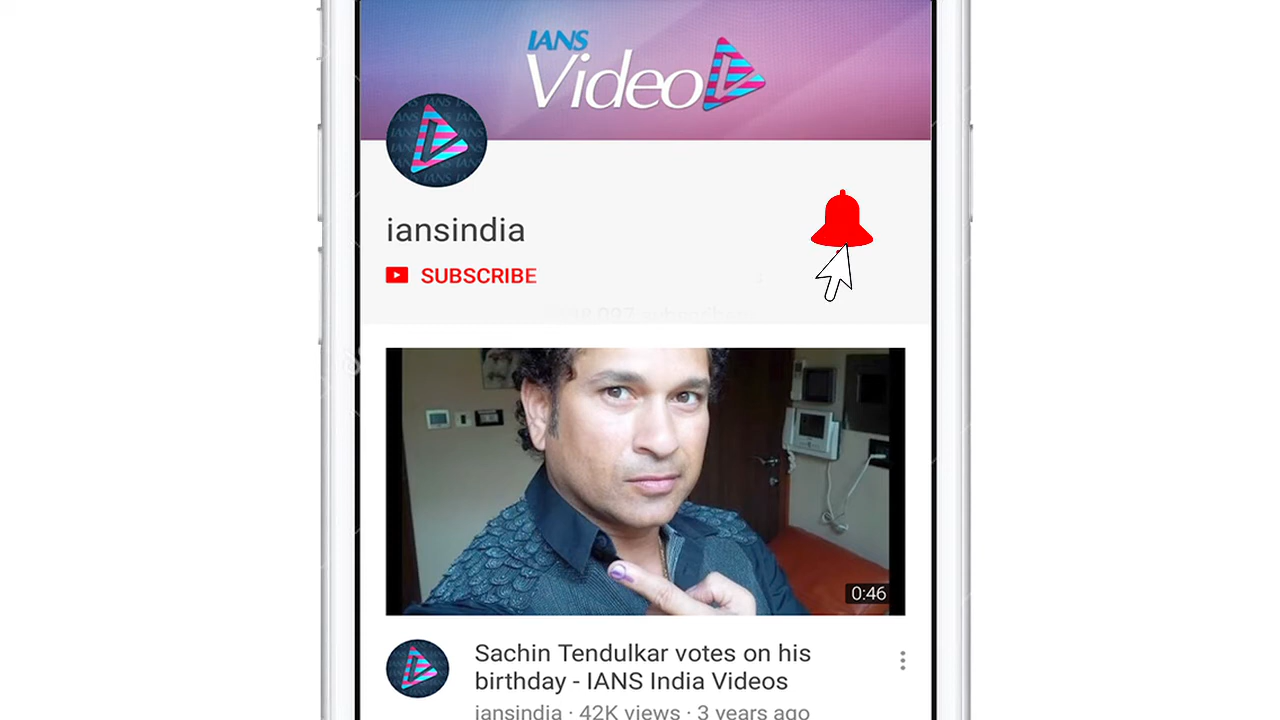 IANS
Video
iansindia
SUBSCRIBE
0:46
Sachin Tendulkar votes on his
birthday - IANS India Videos
iansindia · 42K views · 3 years ago